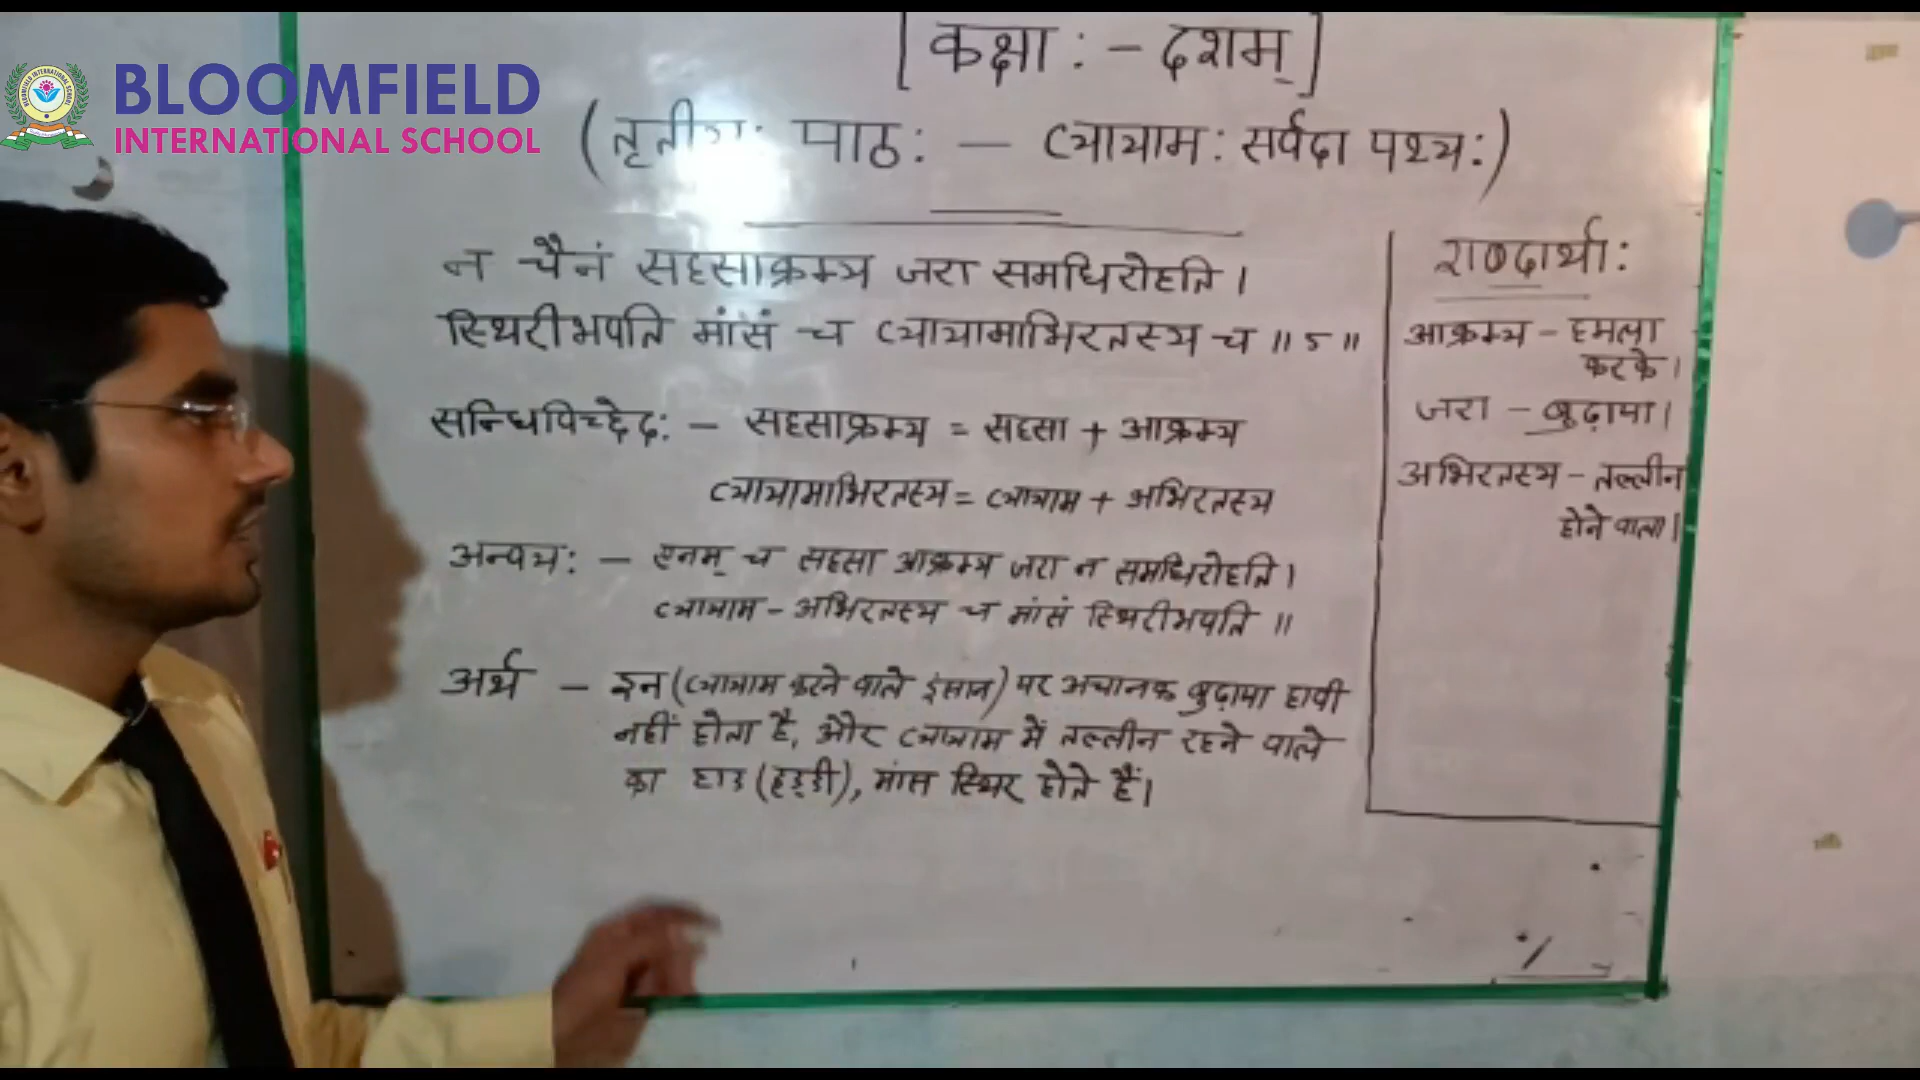 BLOOMFIELD
INTERNATIONAL SCHOOL
[कक्षा : - दशम्]
(तृतीय: पाठ: — व्यायाम: सर्वदा पथ्य:)
न चैनं सहसाक्रम्य जरा समधिरोहति ।
स्थिरीभवति मांसं च व्यायामाभिरतस्य च ॥ 5 ॥
सन्धिविच्छेद: - सहसाक्रम्य = सहसा + आक्रम्य
व्यायामाभिरतस्य = व्यायाम + अभिरतस्य
अन्वय: - एनम् च सहसा आक्रम्य जरा न समधिरोहति ।
व्यायाम - अभिरतस्य च मांसं स्थिरीभवति ॥
अर्थ - इन (व्यायाम करने वाले इंसान) पर अचानक बुढ़ापा हावी
नहीं होता है, और व्यायाम में तल्लीन रहने वाले
का हाड (हड्डी), मांस स्थिर होते हैं।
शब्दार्था:
आक्रम्य - हमला
करके।
जरा - बुढ़ापा।
अभिरतस्य - तल्लीन
होने वाला।